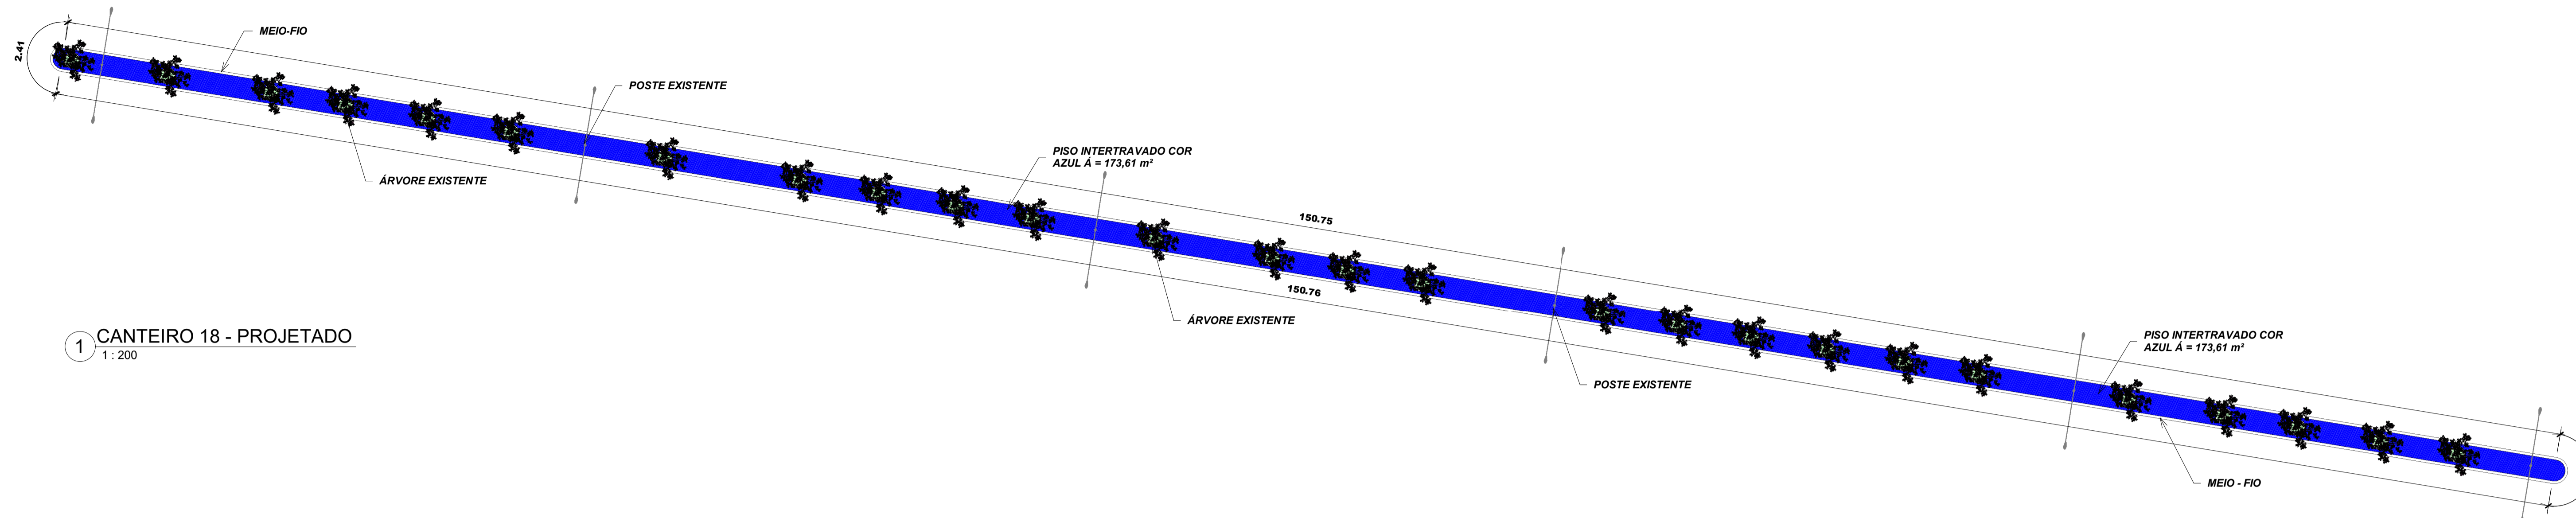 2.41
MEIO-FIO
POSTE EXISTENTE
ÁRVORE EXISTENTE
PISO INTERTRAVADO COR
AZUL Á = 173,61 m²
150.75
150.76
ÁRVORE EXISTENTE
POSTE EXISTENTE
PISO INTERTRAVADO COR
AZUL Á = 173,61 m²
MEIO - FIO
1
CANTEIRO 18 - PROJETADO
1 : 200